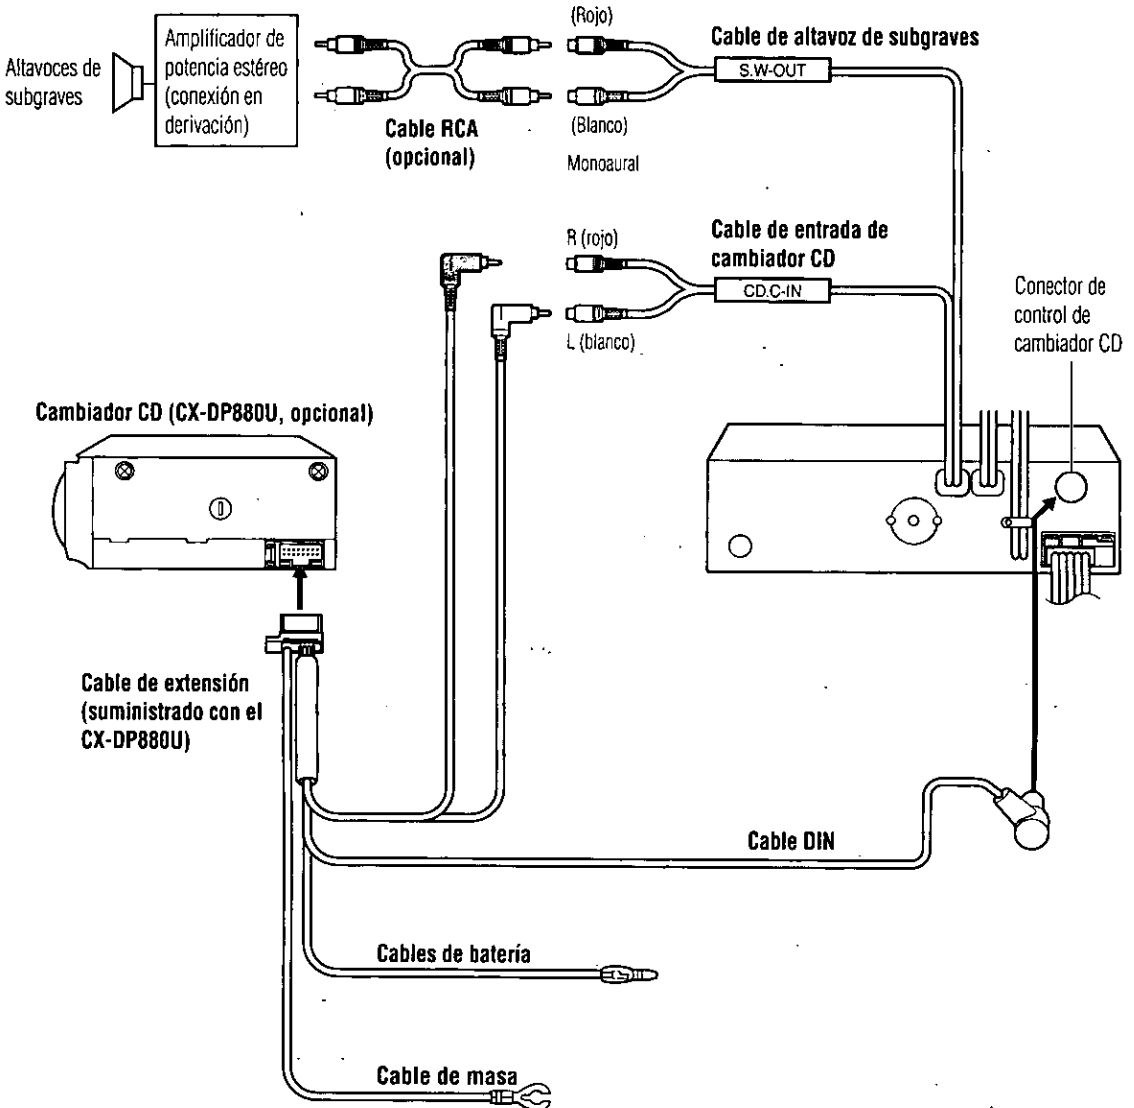 (Rojo)
Cable de altavoz de subgraves
S.W-OUT
Altavoces de
subgraves
Amplificador de
potencia estéreo
(conexión en
derivación)
Cable RCA
(opcional)
(Blanco)
Monoaural
R (rojo)
Cable de entrada de
cambiador CD
CD.C-IN
L (blanco)
Conector de
control de
cambiador CD
Cambiador CD (CX-DP880U, opcional)
Cable de extensión
(suministrado con el
CX-DP880U)
Cable DIN
Cables de batería
Cable de masa